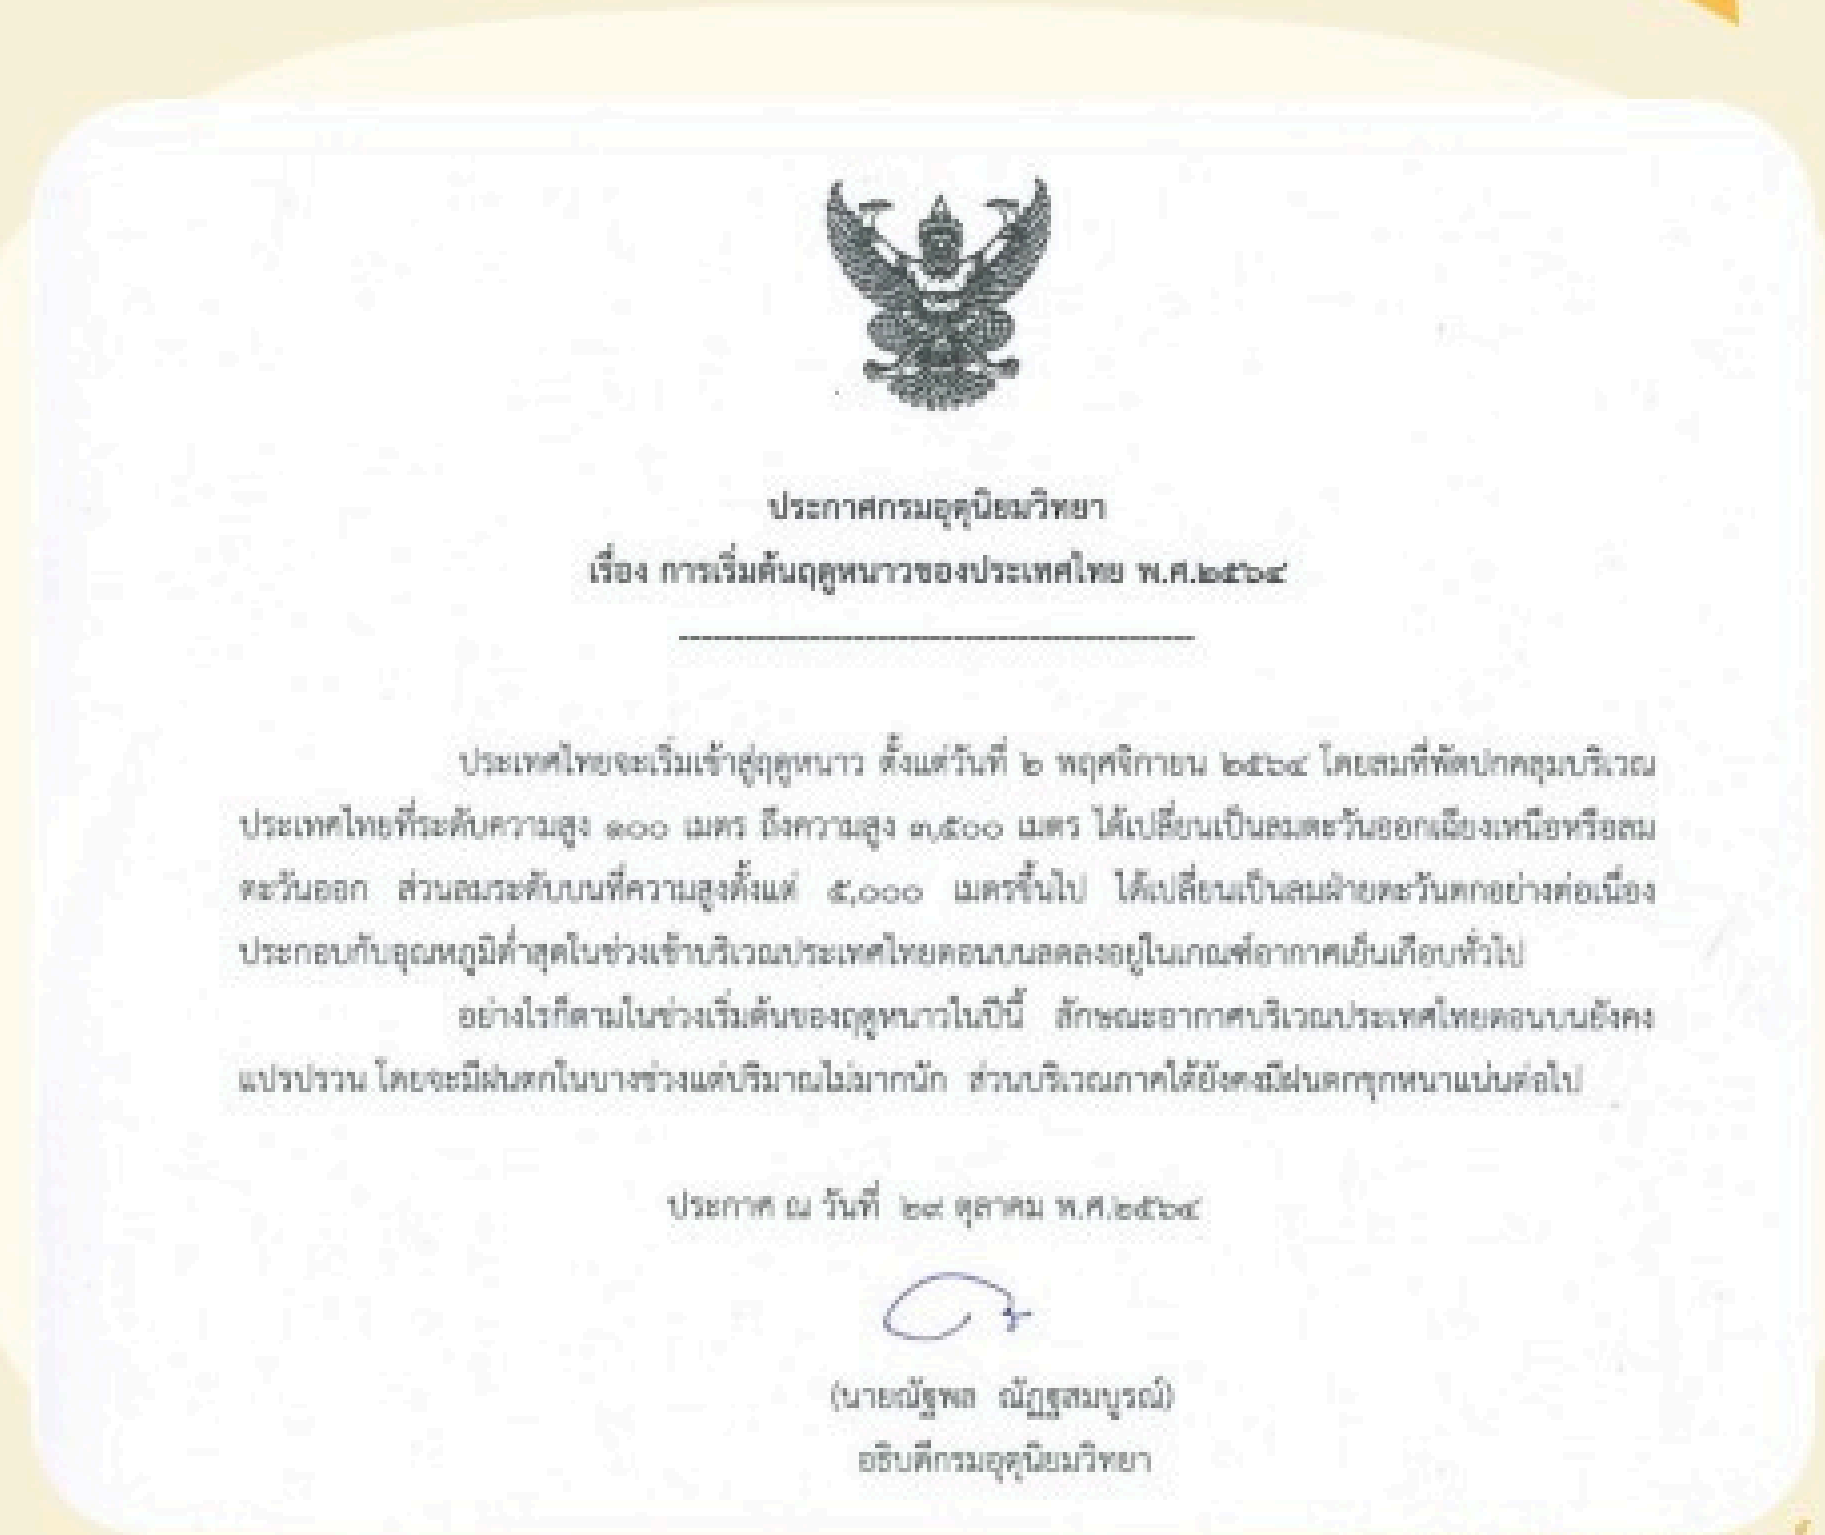 ประกาศกรมอุตุนิยมวิทยา
เรื่อง การเริ่มต้นฤดูหนาวของประเทศไทย พ.ศ.๒๕๖๔
ประเทศไทยจะเริ่มเข้าสู่ฤดูหนาว ตั้งแต่วันที่ ๒ พฤศจิกายน ๒๕๖๔ โดยลมที่พัดปกคลุมบริเวณ
ประเทศไทยที่ระดับความสูง ๑๐๐ เมตร ถึงความสูง ๓,๕๐๐ เมตร ได้เปลี่ยนเป็นลมตะวันออกเฉียงเหนือหรือลม
ตะวันออก ส่วนลมระดับบนที่ความสูงตั้งแต่ ๕,๐๐๐ เมตรขึ้นไป ได้เปลี่ยนเป็นลมฝ่ายตะวันตกอย่างต่อเนื่อง
ประกอบกับอุณหภูมิต่ำสุดในช่วงเช้าบริเวณประเทศไทยตอนบนลดลงอยู่ในเกณฑ์อากาศเย็นเกือบทั่วไป
อย่างไรก็ตามในช่วงเริ่มต้นของฤดูหนาวในปีนี้ ลักษณะอากาศบริเวณประเทศไทยตอนบนยังคง
แปรปรวน โดยจะมีฝนตกในบางช่วงแต่ปริมาณไม่มากนัก ส่วนบริเวณภาคใต้ยังคงมีฝนตกชุกหนาแน่นต่อไป
ประกาศ ณ วันที่ ๒๙ ตุลาคม พ.ศ.๒๕๖๔
(นายณัฐพล ณัฏฐสมบูรณ์)
อธิบดีกรมอุตุนิยมวิทยา